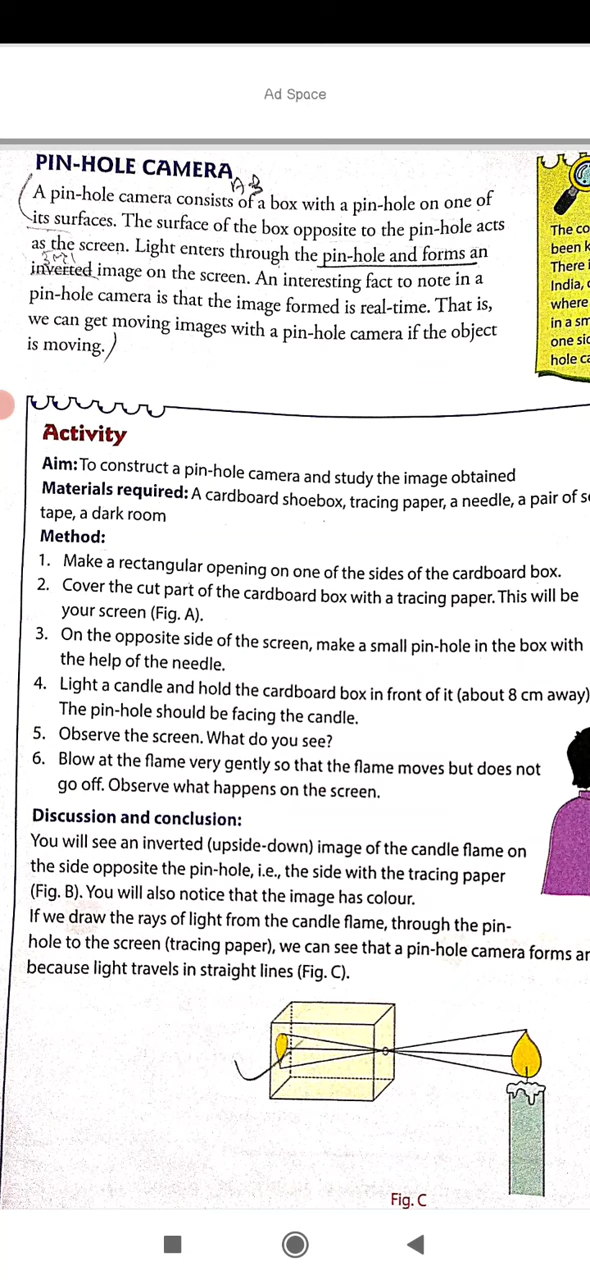 Ad Space
PIN-HOLE CAMERA
A pin-hole camera consists of a box with a pin-hole on one of
its surfaces. The surface of the box opposite to the pin-hole acts
as the screen. Light enters through the pin-hole and forms an
inverted image on the screen. An interesting fact to note in a
pin-hole camera is that the image formed is real-time. That is,
we can get moving images with a pin-hole camera if the object
is moving.
The co
been k
There i
India,
where
in a sm
one sid
hole ca
Activity
Aim: To construct a pin-hole camera and study the image obtained
Materials required: A cardboard shoebox, tracing paper, a needle, a pair of s
tape, a dark room
Method:
1. Make a rectangular opening on one of the sides of the cardboard box.
2. Cover the cut part of the cardboard box with a tracing paper. This will be
your screen (Fig. A).
3. On the opposite side of the screen, make a small pin-hole in the box with
the help of the needle.
4. Light a candle and hold the cardboard box in front of it (about 8 cm away)
The pin-hole should be facing the candle.
5. Observe the screen. What do you see?
6. Blow at the flame very gently so that the flame moves but does not
go off. Observe what happens on the screen.
Discussion and conclusion:
You will see an inverted (upside-down) image of the candle flame on
the side opposite the pin-hole, i.e., the side with the tracing paper
(Fig. B). You will also notice that the image has colour.
If we draw the rays of light from the candle flame, through the pin-
hole to the screen (tracing paper), we can see that a pin-hole camera forms an
because light travels in straight lines (Fig. C).
Fig. C